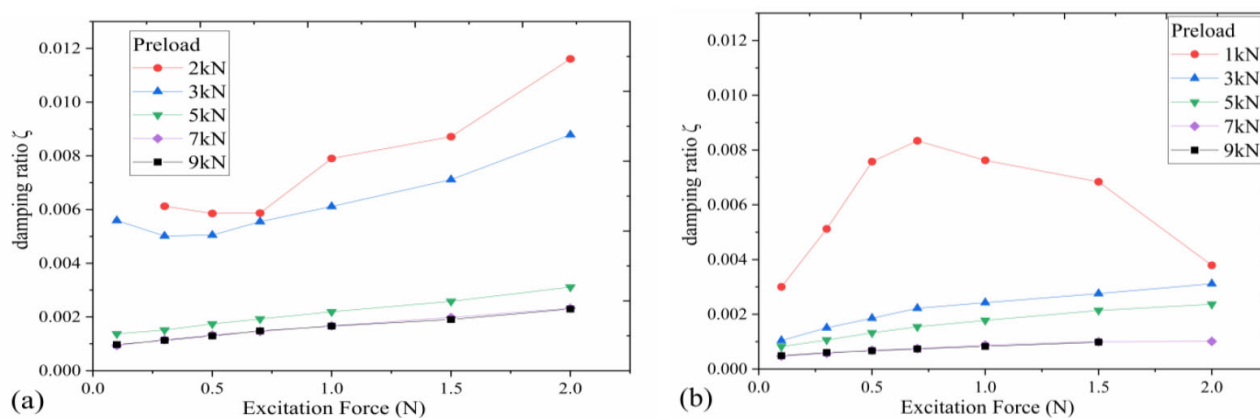 (a)
damping ratio ζ
0.012
0.010
0.008
0.006
0.004
0.002
0.000
Preload
2kN
3kN
5kN
7kN
9kN
0.0 0.5 1.0 1.5 2.0
Excitation Force (N)
(b)
damping ratio ζ
0.012
0.010
0.008
0.006
0.004
0.002
0.000
Preload
1kN
3kN
5kN
7kN
9kN
0.0 0.5 1.0 1.5 2.0
Excitation Force (N)